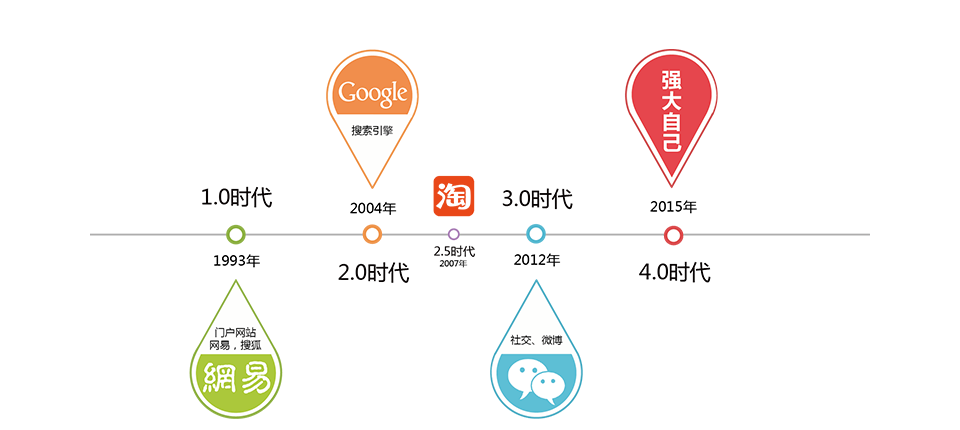 1.0时代
1993年
门户网站
网易，搜狐
網易
Google
搜索引擎
2004年
2.0时代
淘
2.5时代
2007年
3.0时代
2012年
社交、微博
强大自己
2015年
4.0时代